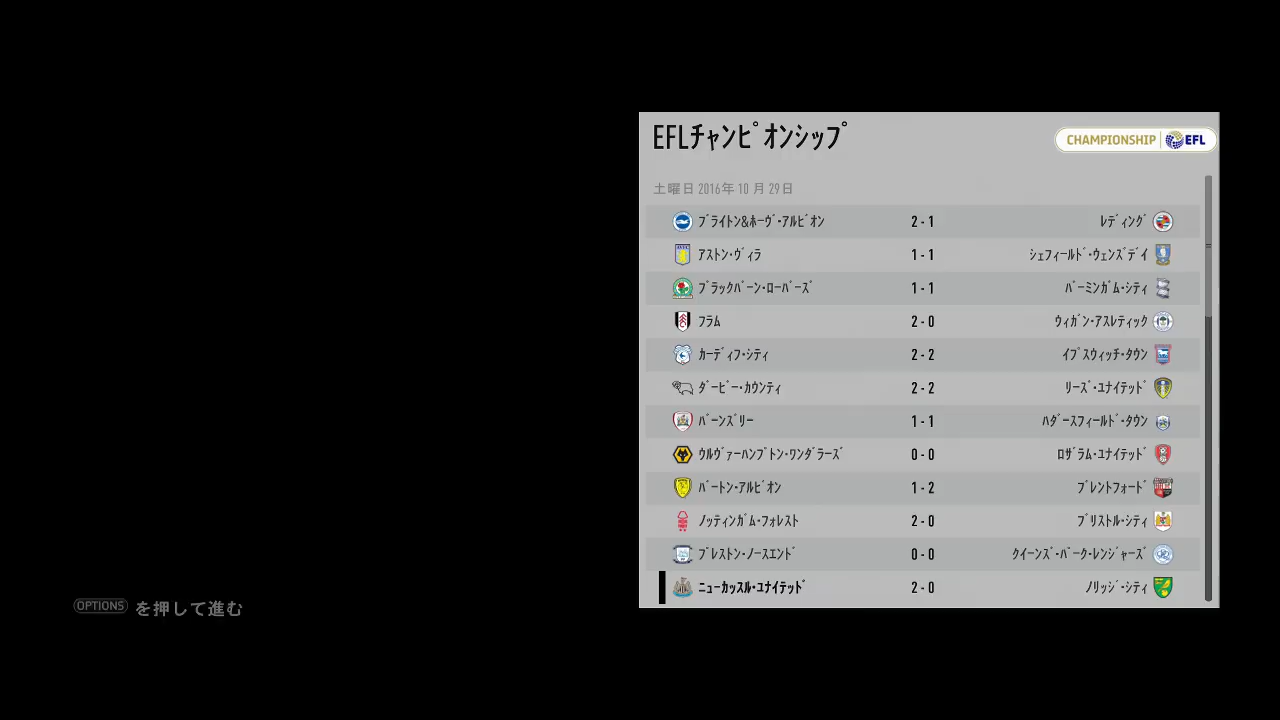 EFLチャンピオンシップ
CHAMPIONSHIP EFL
土曜日 2016年 10 月 29日
ブライトン&ホーヴ・アルビオン 2 - 1 レディング
アストン・ヴィラ 1 - 1 シェフィールド・ウェンズデイ
ブラックバーン・ローバーズ 1 - 1 バーミンガム・シティ
フラム 2 - 0 ウィガン・アスレティック
カーディフ・シティ 2 - 2 イプスウィッチ・タウン
ダービー・カウンティ 2 - 2 リーズ・ユナイテッド
バーンズリー 1 - 1 ハダースフィールド・タウン
ウルヴァーハンプトン・ワンダラーズ 0 - 0 ロザラム・ユナイテッド
バートン・アルビオン 1 - 2 ブレントフォード
ノッティンガム・フォレスト 2 - 0 ブリストル・シティ
プレストン・ノースエンド 0 - 0 クイーンズ・パーク・レンジャーズ
ニューカッスル・ユナイテッド 2 - 0 ノリッジ・シティ
OPTIONS を押して進む